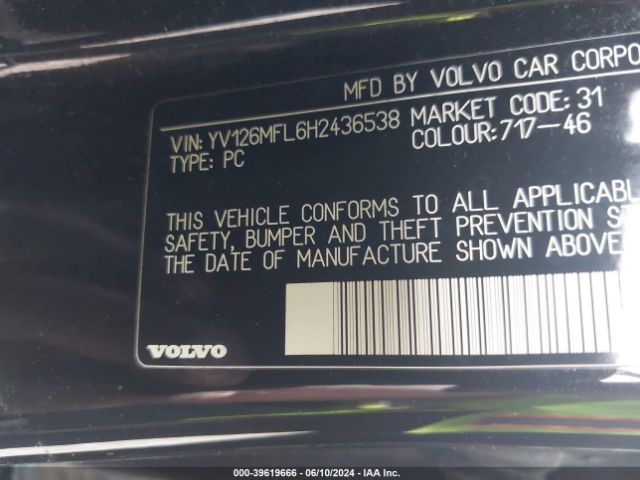 MFD BY VOLVO CAR CORPO
VIN: YV126MFL6H2436538 MARKET CODE: 31
TYPE: PC COLOUR: 717-46
THIS VEHICLE CONFORMS TO ALL APPLICABL
SAFETY, BUMPER AND THEFT PREVENTION S
THE DATE OF MANUFACTURE SHOWN ABOVE
VOLVO
000-39619666 - 06/10/2024 - IAA Inc.